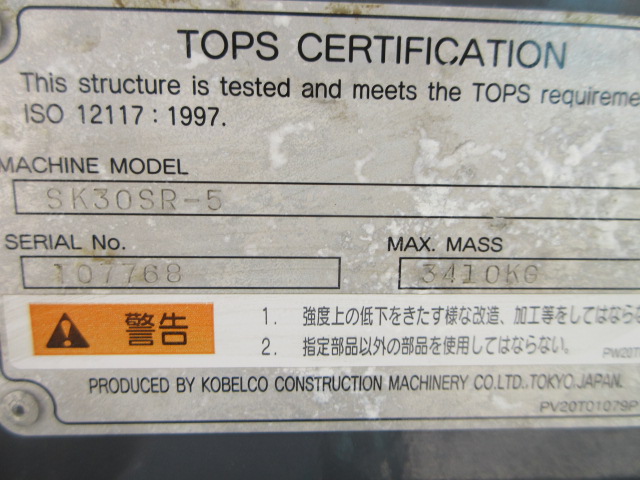 TOPS CERTIFICATION
This structure is tested and meets the TOPS requireme
ISO 12117 : 1997.
MACHINE MODEL
SK30SR-5
SERIAL No. MAX. MASS
107768 3410KG
警告
1. 強度上の低下をきたす様な改造、加工等をしてはならな
2. 指定部品以外の部品を使用してはならない。 PW20T
PRODUCED BY KOBELCO CONSTRUCTION MACHINERY CO.LTD. TOKYO JAPAN.
PV20T01079P